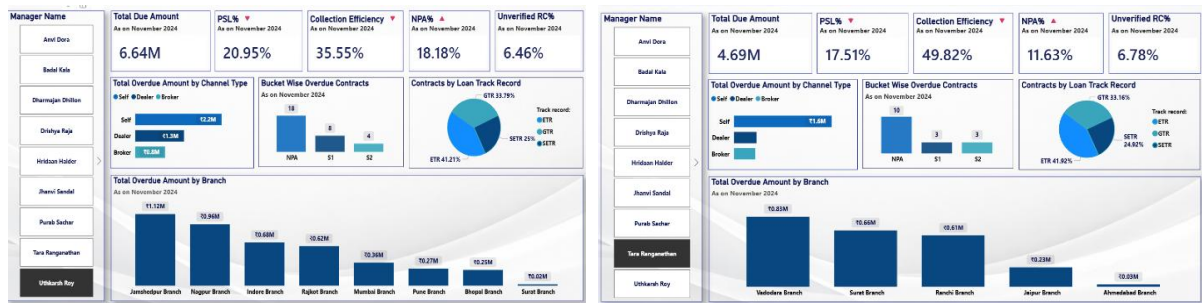 Manager Name
Anvi Dora
Badal Kala
Dharmajan Dhillon
Drishya Raja
Hridaan Halder
Jhanvi Sandal
Purab Sachar
Tara Ranganathan
Uthkarsh Roy
Total Due Amount
As on November 2024
6.64M
PSL%
As on November 2024
20.95%
Collection Efficiency
As on November 2024
35.55%
NPA%
As on November 2024
18.18%
Unverified RC%
As on November 2024
6.46%
Total Overdue Amount by Channel Type
Self Dealer Broker
Self ₹2.2M
Dealer ₹1.3M
Broker ₹0.8M
Bucket Wise Overdue Contracts
As on November 2024
18 8 4
NPA S1 S2
Contracts by Loan Track Record
GTR 33.79%
SETR 25%
ETR 41.21%
Track record:
ETR
GTR
SETR
Total Overdue Amount by Branch
As on November 2024
₹1.12M ₹0.96M ₹0.68M ₹0.62M ₹0.36M ₹0.27M ₹0.25M ₹0.02M
Jamshedpur Branch Nagpur Branch Indore Branch Rajkot Branch Mumbai Branch Pune Branch Bhopal Branch Surat Branch
Manager Name
Anvi Dora
Badal Kala
Dharmajan Dhillon
Drishya Raja
Hridaan Halder
Jhanvi Sandal
Purab Sachar
Tara Ranganathan
Uthkarsh Roy
Total Due Amount
As on November 2024
4.69M
PSL%
As on November 2024
17.51%
Collection Efficiency
As on November 2024
49.82%
NPA%
As on November 2024
11.63%
Unverified RC%
As on November 2024
6.78%
Total Overdue Amount by Channel Type
Self Dealer Broker
Self
Dealer
Broker
Bucket Wise Overdue Contracts
As on November 2024
10 3 3
NPA S1 S2
Contracts by Loan Track Record
GTR 33.16%
SETR
24.92%
ETR 41.92%
Track record:
ETR
GTR
SETR
Total Overdue Amount by Branch
As on November 2024
₹0.85M ₹0.66M ₹0.61M ₹0.23M ₹0.03M
Vadodara Branch Surat Branch Ranchi Branch Jaipur Branch Ahmedabad Branch